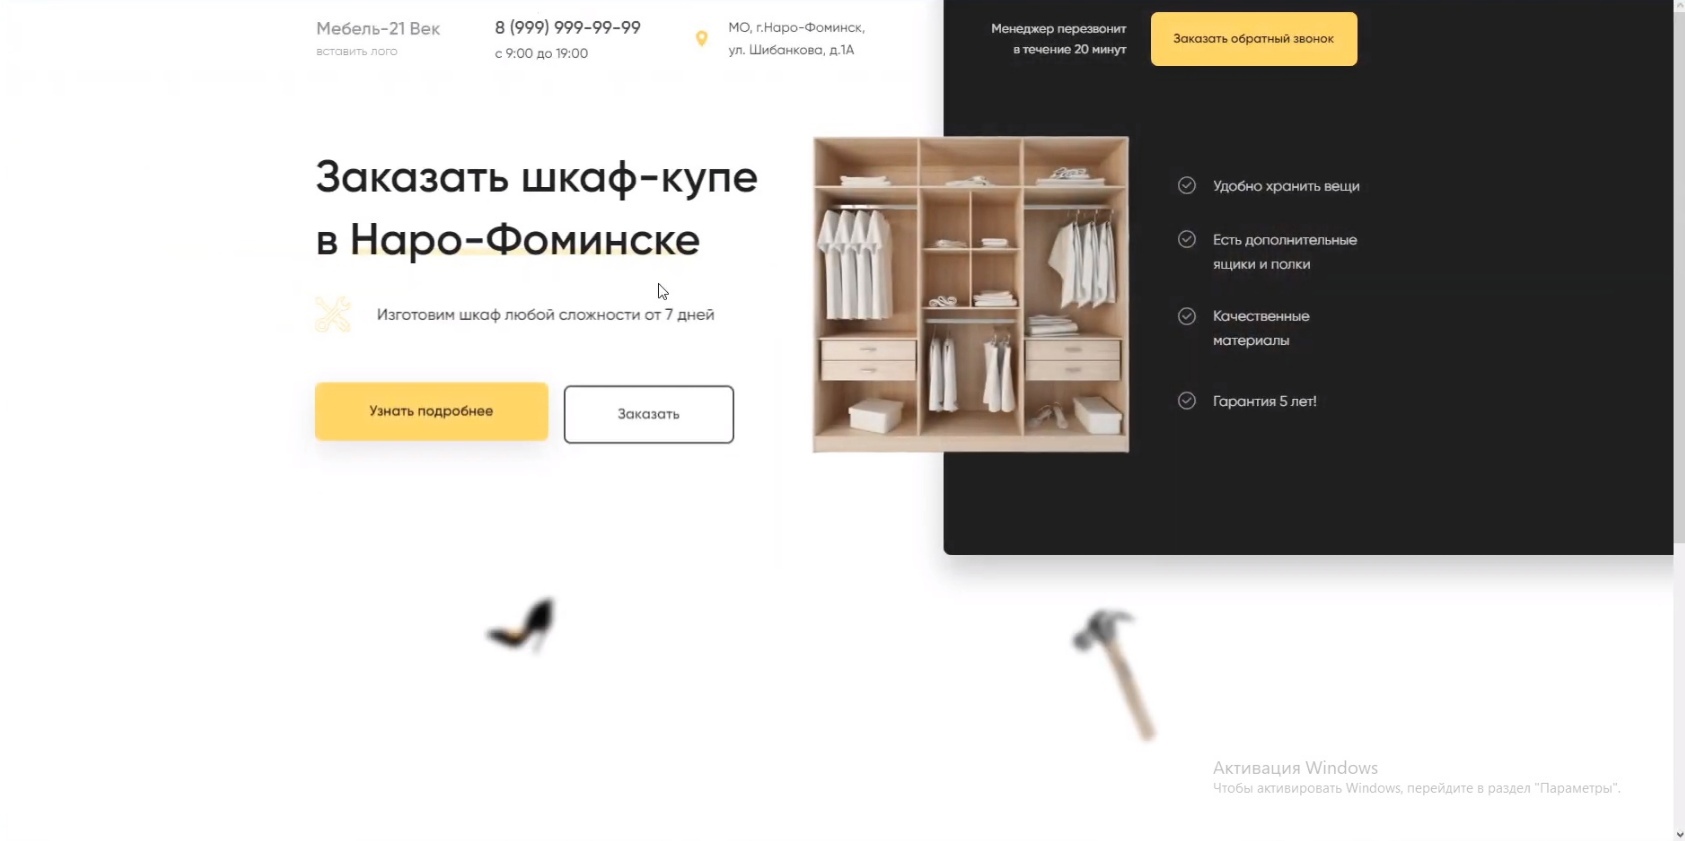 Мебель-21 Век
вставить лого
8 (999) 999-99-99
с 9:00 до 19:00
МО, г.Наро-Фоминск,
ул. Шибанкова, д.1А
Менеджер перезвонит
в течение 20 минут
Заказать обратный звонок
Заказать шкаф-купе
в Наро-Фоминске
Изготовим шкаф любой сложности от 7 дней
Узнать подробнее
Заказать
Удобно хранить вещи
Есть дополнительные
ящики и полки
Качественные
материалы
Гарантия 5 лет!
Активация Windows
Чтобы активировать Windows, перейдите в раздел "Параметры".